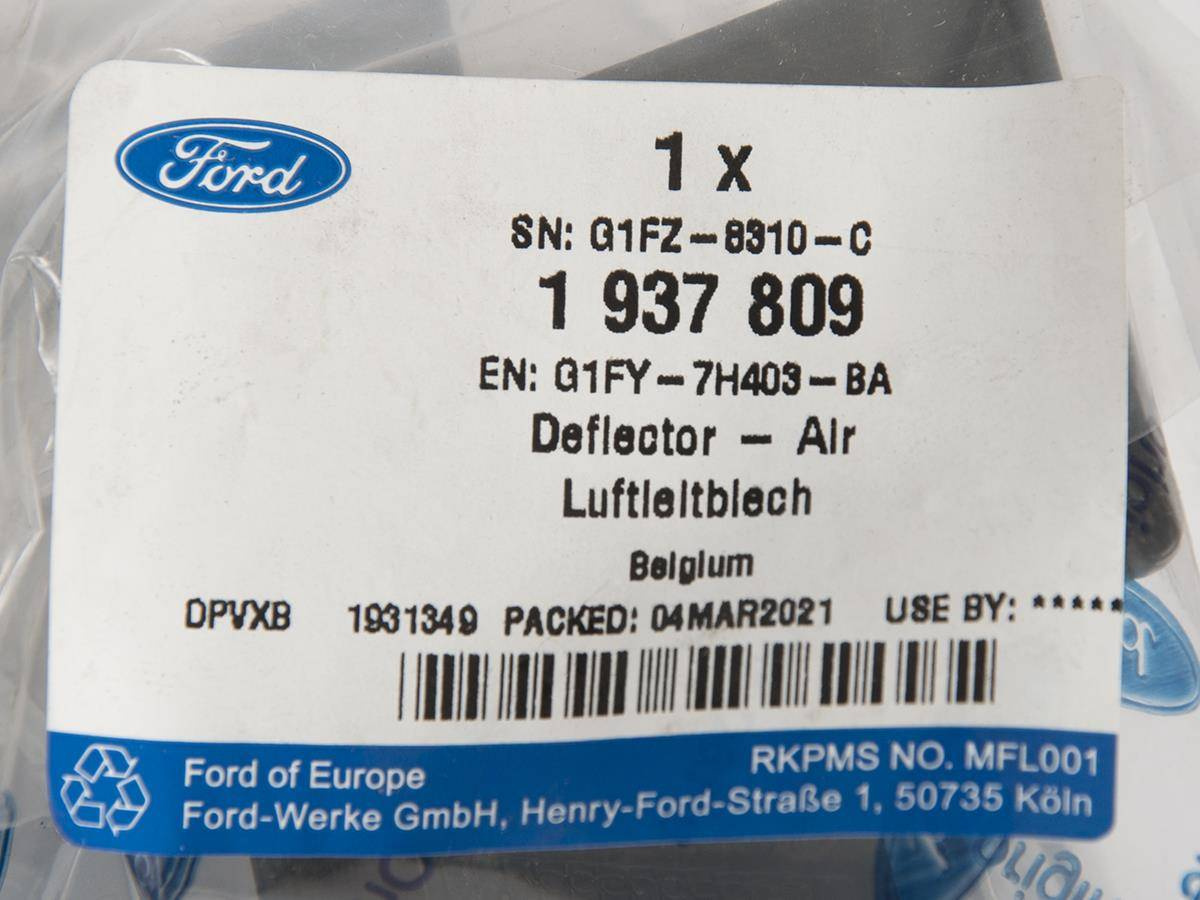 Ford
1 x
SN: G1FZ-8310-C
1 937 809
EN: G1FY-7H403-BA
Deflector - Air
Luftleitblech
Belgium
DPVXB 1931349 PACKED: 04MAR2021 USE BY: *****
Ford of Europe
RKPMS NO. MFL001
Ford-Werke GmbH, Henry-Ford-Straße 1, 50735 Köln